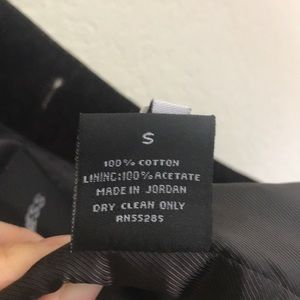 S
100% COTTON
LINING:100% ACETATE
MADE IN JORDAN
DRY CLEAN ONLY
RN55285